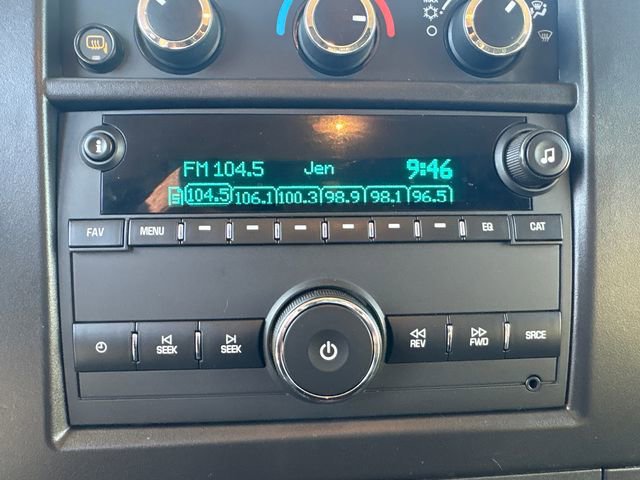 MAX
i
FM 104.5 Jen 9:46
104.5 106.1 100.3 98.9 98.1 96.5
FAV MENU EQ CAT
SEEK SEEK REV FWD SRCE